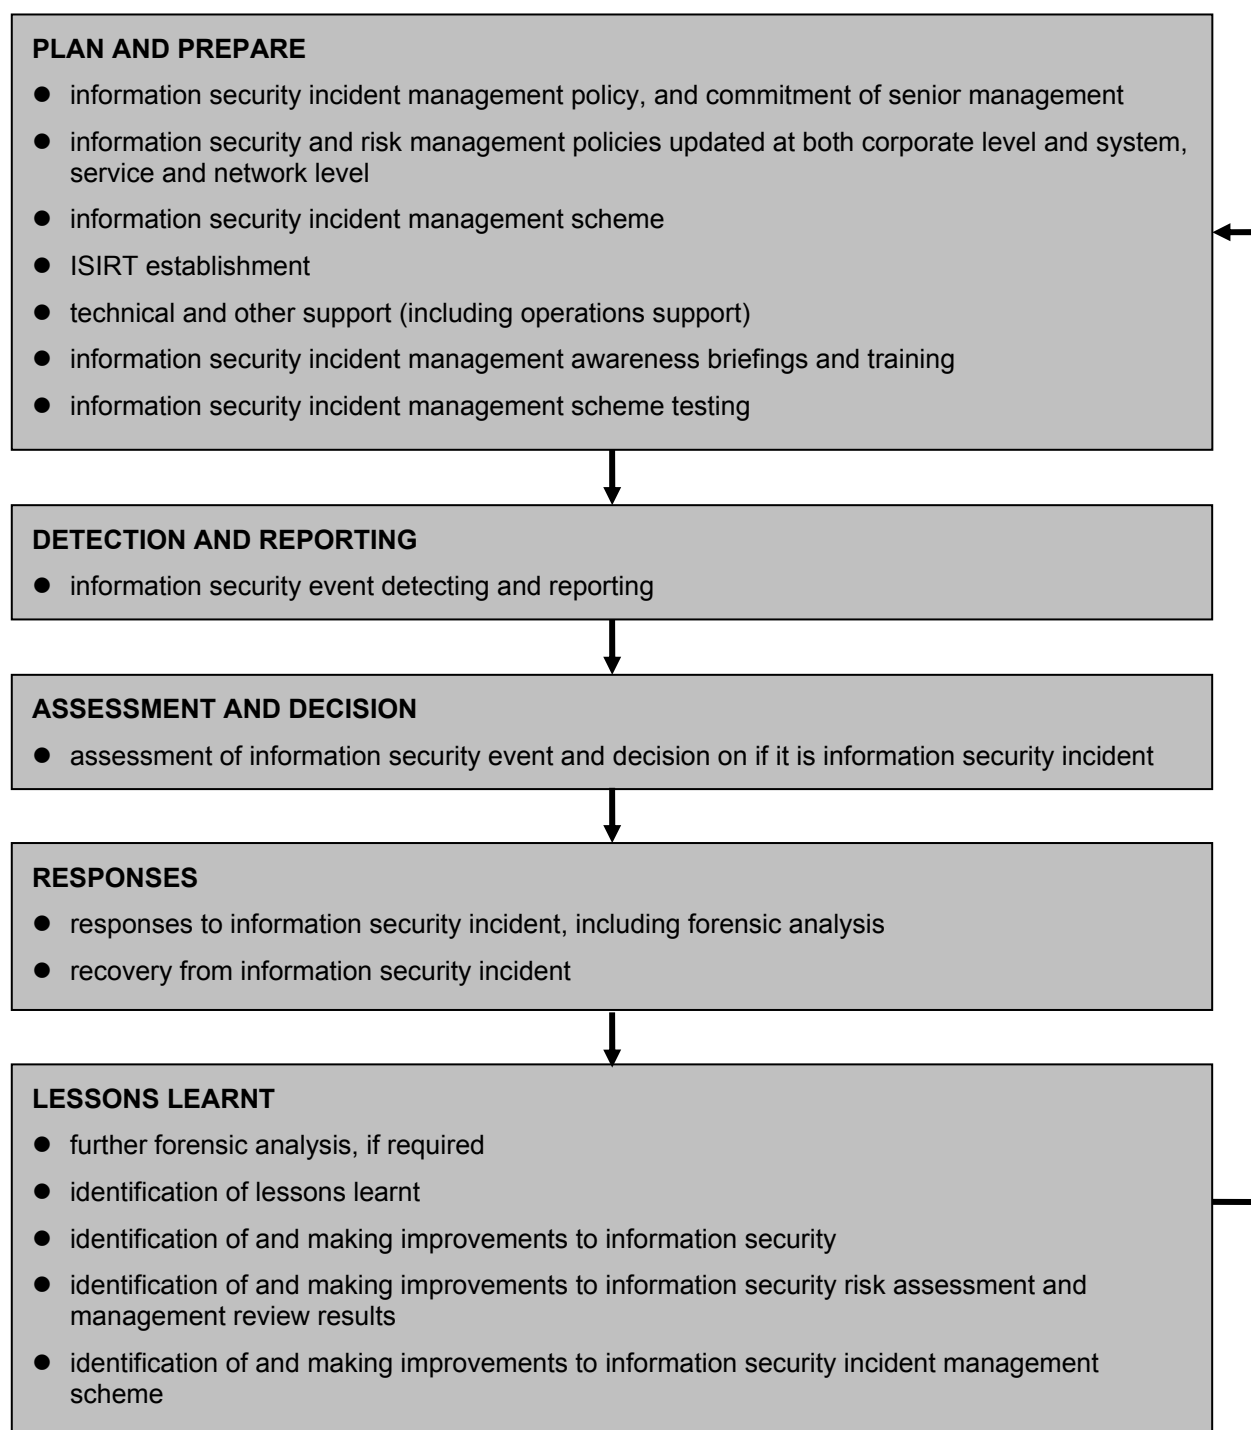 PLAN AND PREPARE
● information security incident management policy, and commitment of senior management
● information security and risk management policies updated at both corporate level and system,
service and network level
● information security incident management scheme
● ISIRT establishment
● technical and other support (including operations support)
● information security incident management awareness briefings and training
● information security incident management scheme testing
DETECTION AND REPORTING
● information security event detecting and reporting
ASSESSMENT AND DECISION
● assessment of information security event and decision on if it is information security incident
RESPONSES
● responses to information security incident, including forensic analysis
● recovery from information security incident
LESSONS LEARNT
● further forensic analysis, if required
● identification of lessons learnt
● identification of and making improvements to information security
● identification of and making improvements to information security risk assessment and
management review results
● identification of and making improvements to information security incident management
scheme